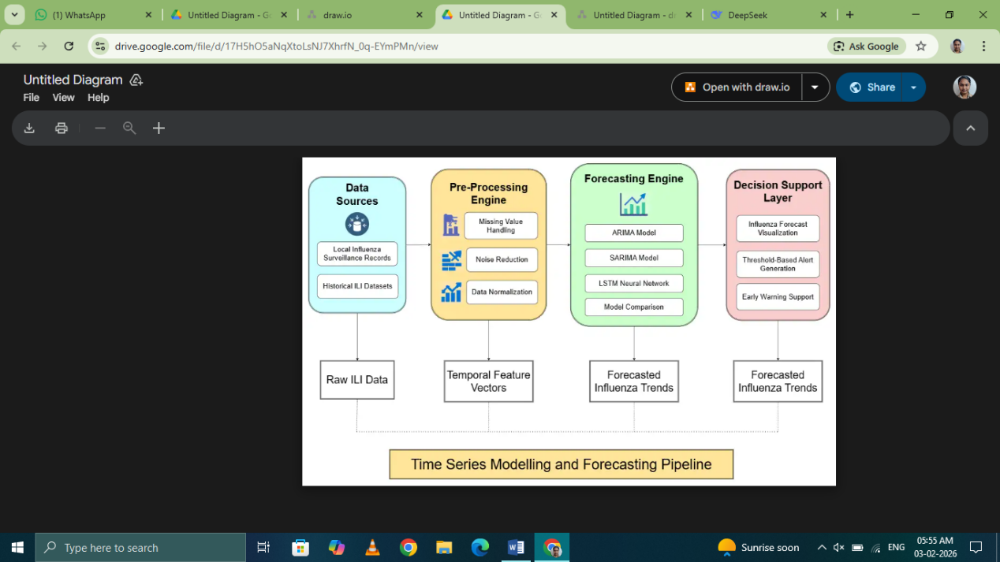 (1) WhatsApp
Untitled Diagram - Go
draw.io
Untitled Diagram - G
Untitled Diagram - d
DeepSeek
drive.google.com/file/d/17H5hO5aNqXtoLsNJ7XhrfN_0q-EYmPMn/view
Ask Google
Untitled Diagram
File View Help
Open with draw.io
Share
Data
Sources
Local Influenza
Surveillance Records
Historical ILI Datasets
Pre-Processing
Engine
Missing Value
Handling
Noise Reduction
Data Normalization
Forecasting Engine
ARIMA Model
SARIMA Model
LSTM Neural Network
Model Comparison
Decision Support
Layer
Influenza Forecast
Visualization
Threshold-Based Alert
Generation
Early Warning Support
Raw ILI Data
Temporal Feature
Vectors
Forecasted
Influenza Trends
Forecasted
Influenza Trends
Time Series Modelling and Forecasting Pipeline
Type here to search
Sunrise soon
ENG
05:55 AM
03-02-2026